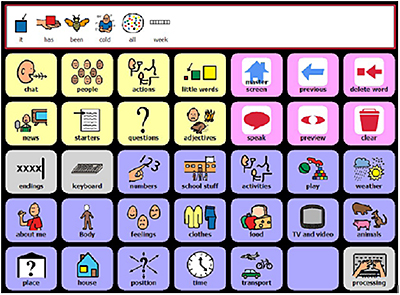 it has been cold all week
chat people actions little words master screen previous delete word
news starters questions adjectives speak preview clear
xxxx 23
endings keyboard numbers school stuff activities play weather
about me Body feelings clothes food TV and video animals
?
place house position time transport processing